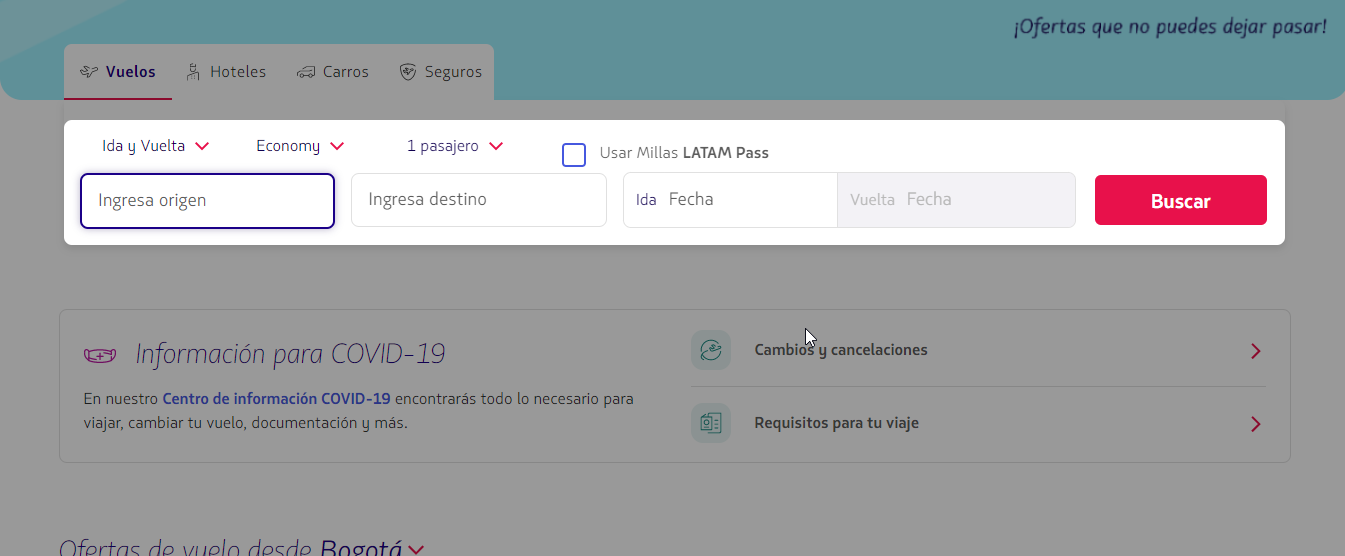 ¡Ofertas que no puedes dejar pasar!
Vuelos Hoteles Carros Seguros
Ida y Vuelta Economy 1 pasajero Usar Millas LATAM Pass
Ingresa origen Ingresa destino Ida Fecha Vuelta Fecha Buscar
Información para COVID-19
En nuestro Centro de información COVID-19 encontrarás todo lo necesario para
viajar, cambiar tu vuelo, documentación y más.
Cambios y cancelaciones
Requisitos para tu viaje
Ofertas de vuelo desde Bogotá